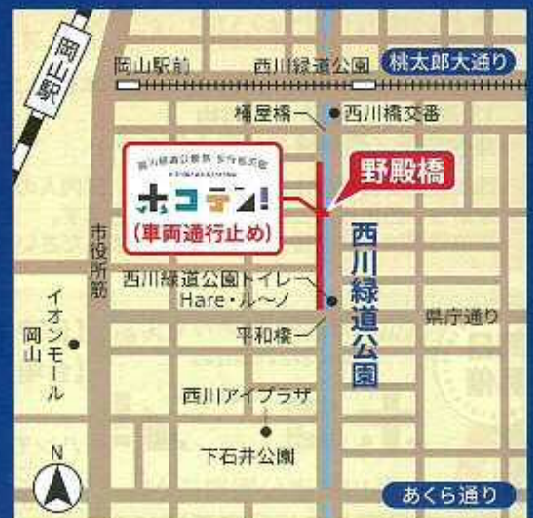 岡山駅
岡山駅前
西川緑道公園
桃太郎大通り
桶屋橋
西川橋交番
ホコテン!
(車両通行止め)
野殿橋
市役所筋
西川緑道公園
西川緑道公園トイレ
Hare・ル〜ノ
イオンモール
岡山
県庁通り
平和橋
西川アイプラザ
下石井公園
N
あくら通り